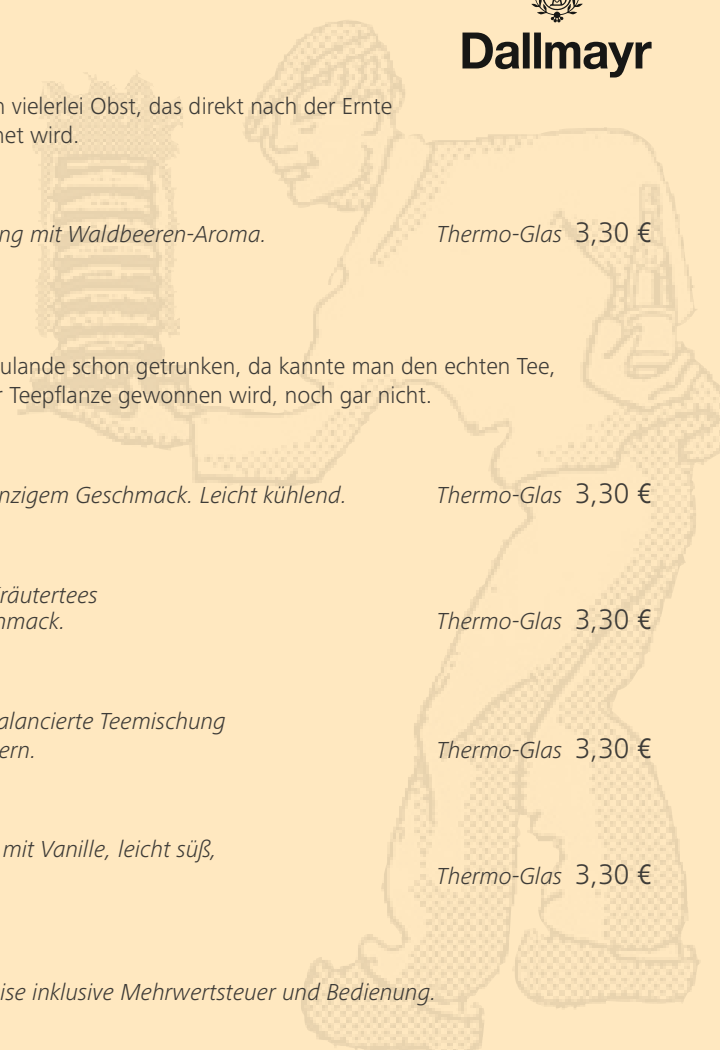 Dallmayr
vielerlei Obst, das direkt nach der Ernte
net wird.
ng mit Waldbeeren-Aroma. Thermo-Glas 3,30 €
ulande schon getrunken, da kannte man den echten Tee,
r Teepflanze gewonnen wird, noch gar nicht.
nzigem Geschmack. Leicht kühlend. Thermo-Glas 3,30 €
räutertees
hmack. Thermo-Glas 3,30 €
alancierte Teemischung
ern. Thermo-Glas 3,30 €
mit Vanille, leicht süß,
Thermo-Glas 3,30 €
ise inklusive Mehrwertsteuer und Bedienung.